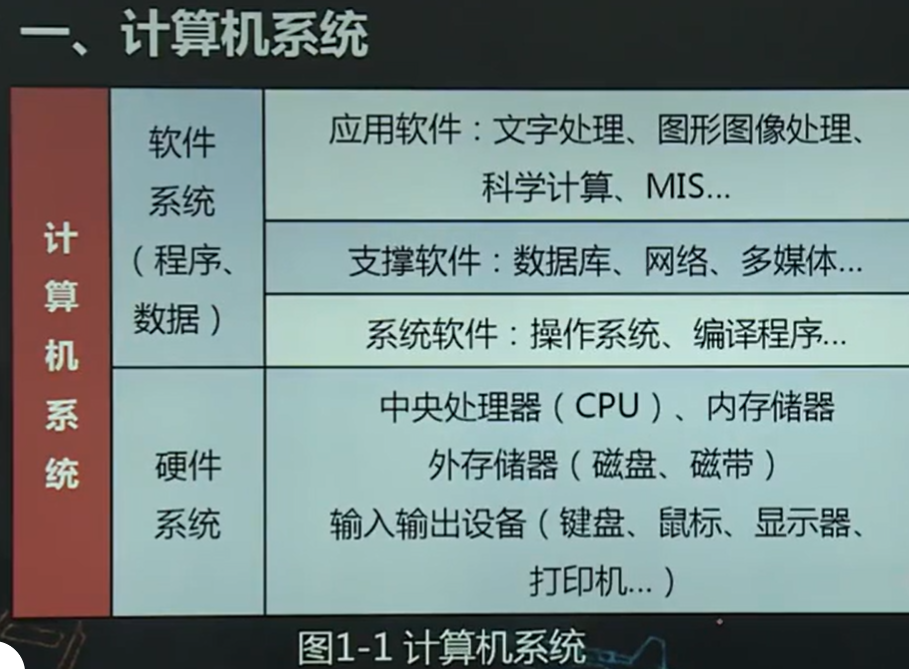 一、计算机系统
计
算
机
系
统
软件
系统
（程序、
数据）
应用软件：文字处理、图形图像处理、
科学计算、MIS...
支撑软件：数据库、网络、多媒体...
系统软件：操作系统、编译程序...
硬件
系统
中央处理器（CPU）、内存储器
外存储器（磁盘、磁带）
输入输出设备（键盘、鼠标、显示器、
打印机...）
图1-1 计算机系统